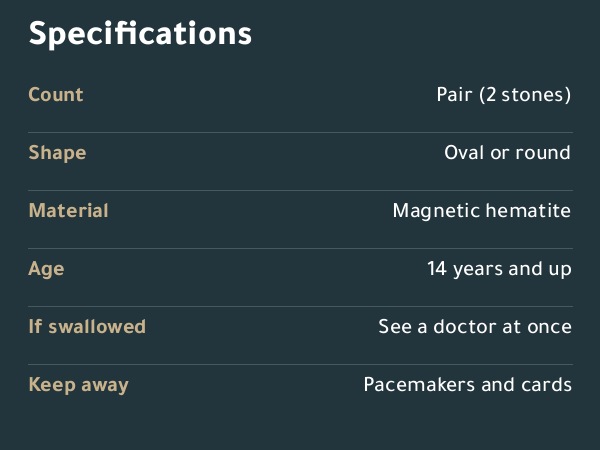 Specifications
Count Pair (2 stones)
Shape Oval or round
Material Magnetic hematite
Age 14 years and up
If swallowed See a doctor at once
Keep away Pacemakers and cards